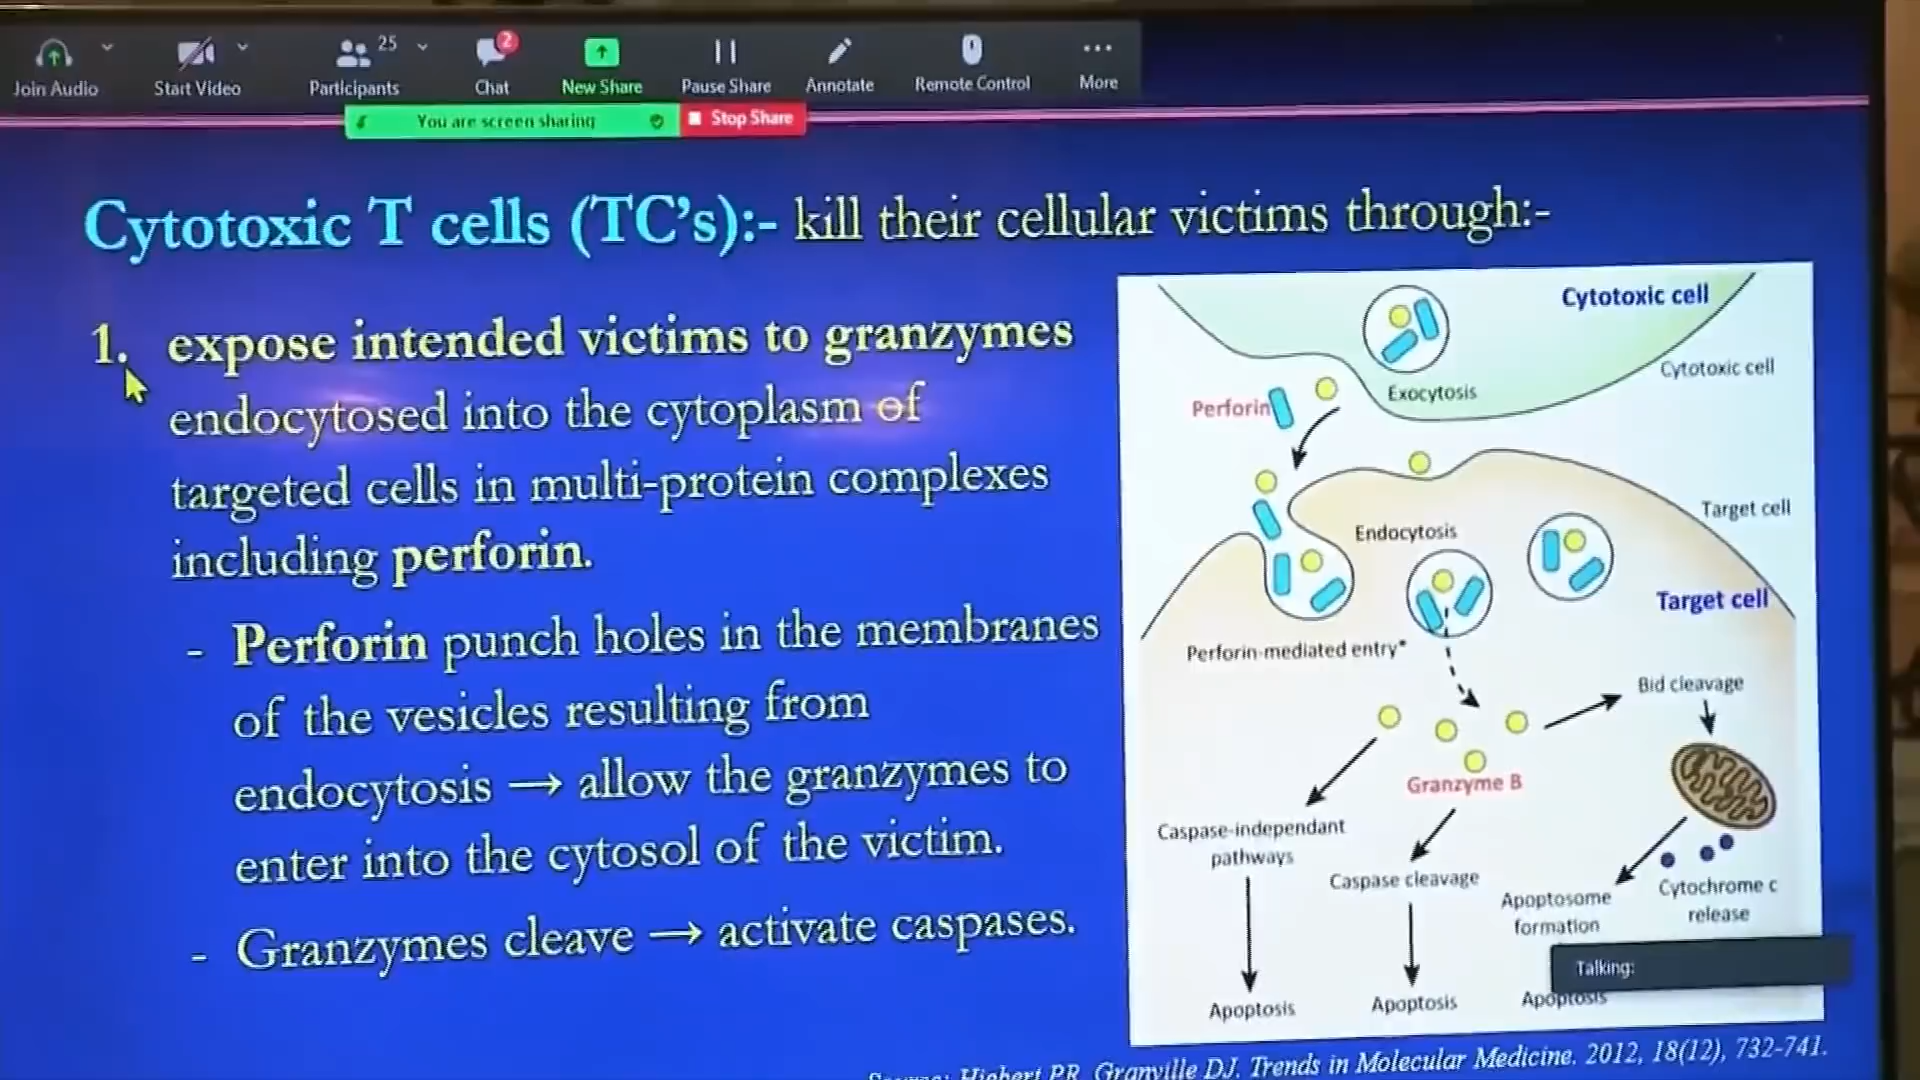 Join Audio
Start Video
25
Participants
2
Chat
New Share
Pause Share
Annotate
Remote Control
More
You are screen sharing
Stop Share
Cytotoxic T cells (TC's):- kill their cellular victims through:-
1. expose intended victims to granzymes
endocytosed into the cytoplasm of
targeted cells in multi-protein complexes
including perforin.
- Perforin punch holes in the membranes
of the vesicles resulting from
endocytosis → allow the granzymes to
enter into the cytosol of the victim.
- Granzymes cleave → activate caspases.
Cytotoxic cell
Cytotoxic cell
Exocytosis
Perforin
Target cell
Endocytosis
Target cell
Perforin-mediated entry*
Bid cleavage
Granzyme B
Caspase-independant
pathways
Caspase cleavage
Apoptosome
formation
Cytochrome c
release
Talking:
Apoptosis
Apoptosis
Apoptosis
Hiebert PR, Granville DJ. Trends in Molecular Medicine. 2012, 18(12), 732-741.